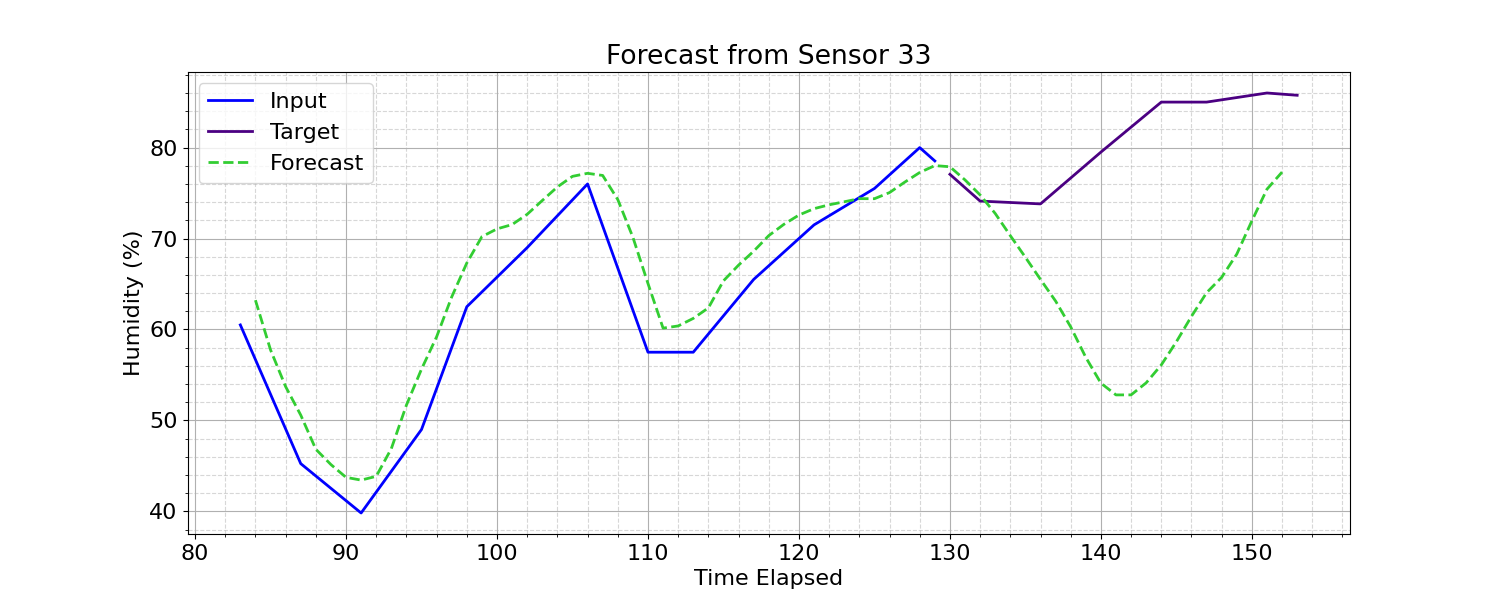 Forecast from Sensor 33
Input
Target
Forecast
Humidity (%)
80
70
60
50
40
80 90 100 110 120 130 140 150
Time Elapsed